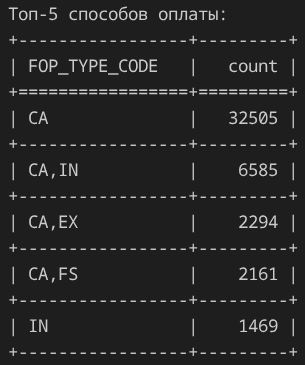 Топ-5 способов оплаты:
+-----------------+---------+
| FOP_TYPE_CODE   |   count |
+=================+=========+
| CA              |   32505 |
+-----------------+---------+
| CA,IN           |    6585 |
+-----------------+---------+
| CA,EX           |    2294 |
+-----------------+---------+
| CA,FS           |    2161 |
+-----------------+---------+
| IN              |    1469 |
+-----------------+---------+